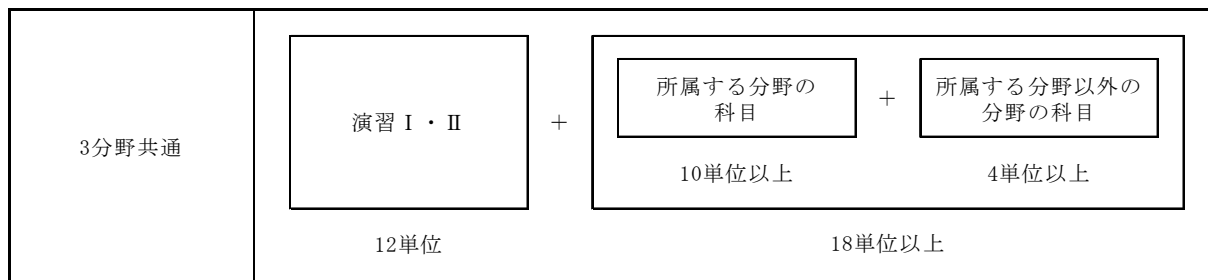 3分野共通
演習Ⅰ・Ⅱ
+
所属する分野の
科目
+
所属する分野以外の
分野の科目
10単位以上
4単位以上
12単位
18単位以上